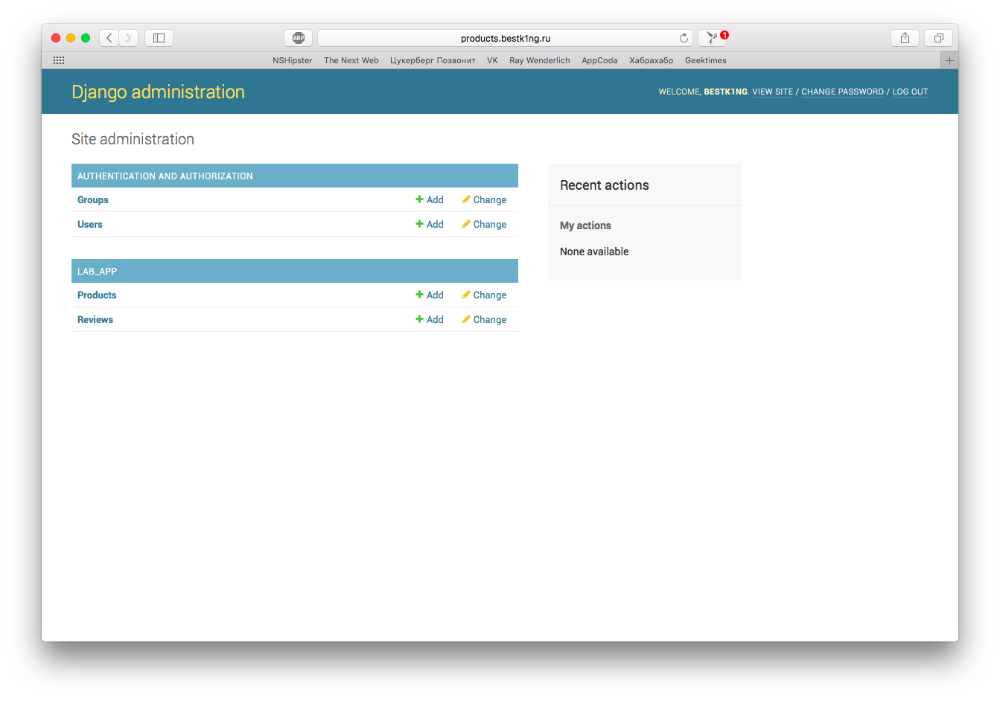 ABP
products.bestk1ng.ru
1
NSHipster The Next Web Цукерберг Позвонит VK Ray Wenderlich AppCoda Хабрахабр Geektimes
Django administration
WELCOME, BESTK1NG. VIEW SITE / CHANGE PASSWORD / LOG OUT
Site administration
AUTHENTICATION AND AUTHORIZATION
Groups Add Change
Users Add Change
LAB_APP
Products Add Change
Reviews Add Change
Recent actions
My actions
None available